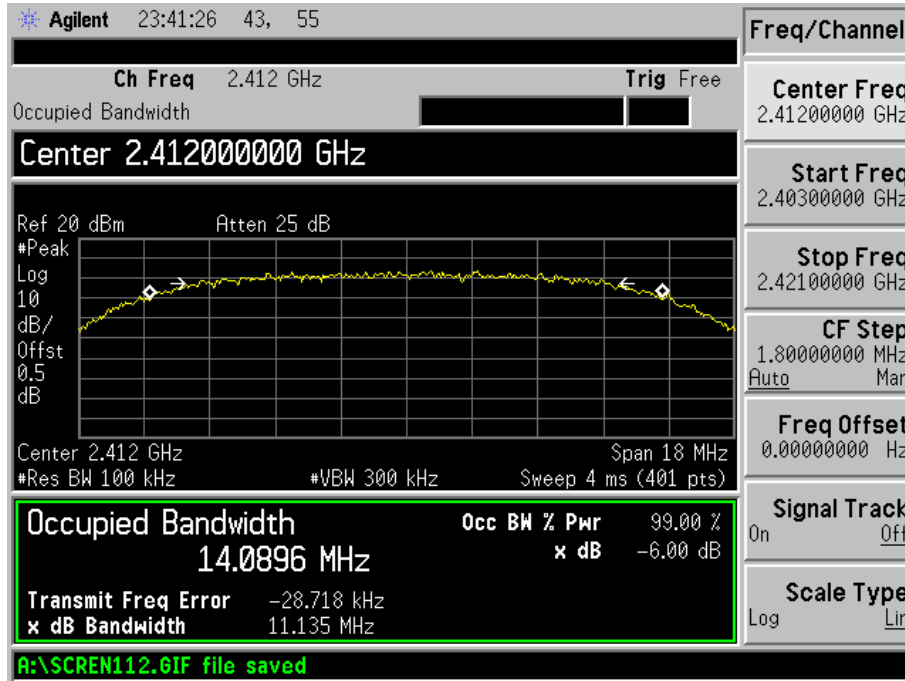 Agilent 23:41:26 43, 55
Ch Freq 2.412 GHz Trig Free
Occupied Bandwidth
Center 2.412000000 GHz
Ref 20 dBm Atten 25 dB
#Peak
Log
10
dB/
Offst
0.5
dB
Center 2.412 GHz Span 18 MHz
#Res BW 100 kHz #VBW 300 kHz Sweep 4 ms (401 pts)
Occupied Bandwidth Occ BW % Pwr 99.00 %
14.0896 MHz x dB -6.00 dB
Transmit Freq Error -28.718 kHz
x dB Bandwidth 11.135 MHz
A:\SCREN112.GIF file saved
Freq/Channel
Center Freq
2.41200000 GHz
Start Freq
2.40300000 GHz
Stop Freq
2.42100000 GHz
CF Step
1.80000000 MHz
Auto Man
Freq Offset
0.00000000 Hz
Signal Track
On Off
Scale Type
Log Lin